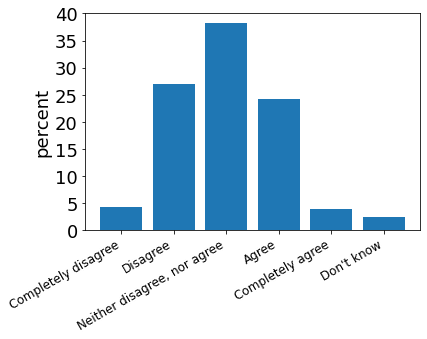 40
35
30
25
20
15
10
5
0
percent
Completely disagree
Disagree
Neither disagree, nor agree
Agree
Completely agree
Don't know